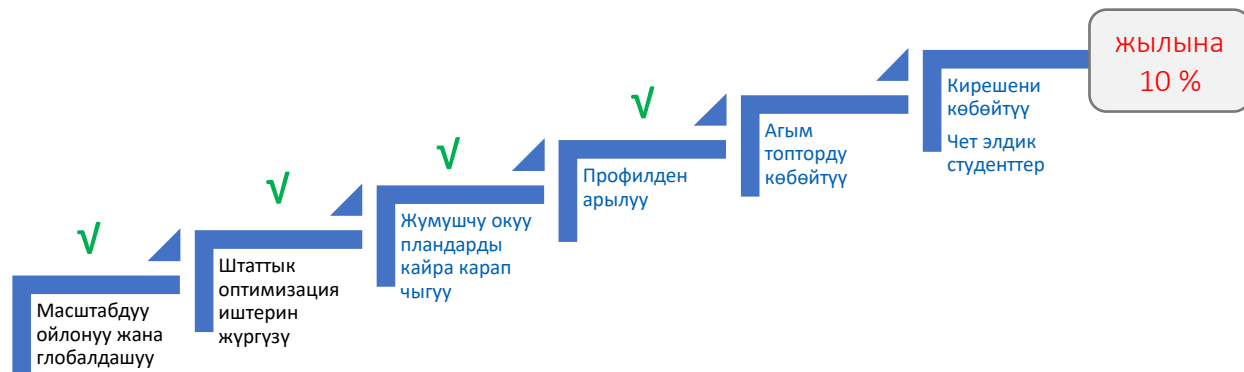 √
Масштабдуу
ойлонуу жана
глобалдашуу
√
Штаттык
оптимизация
иштерин
жүргүзү
√
Жумушчу окуу
пландарды
кайра карап
чыгуу
√
Профилден
арылуу
Агым
топторду
көбөйтүү
Кирешени
көбөйтүү
Чет элдик
студенттер
жылына
10 %